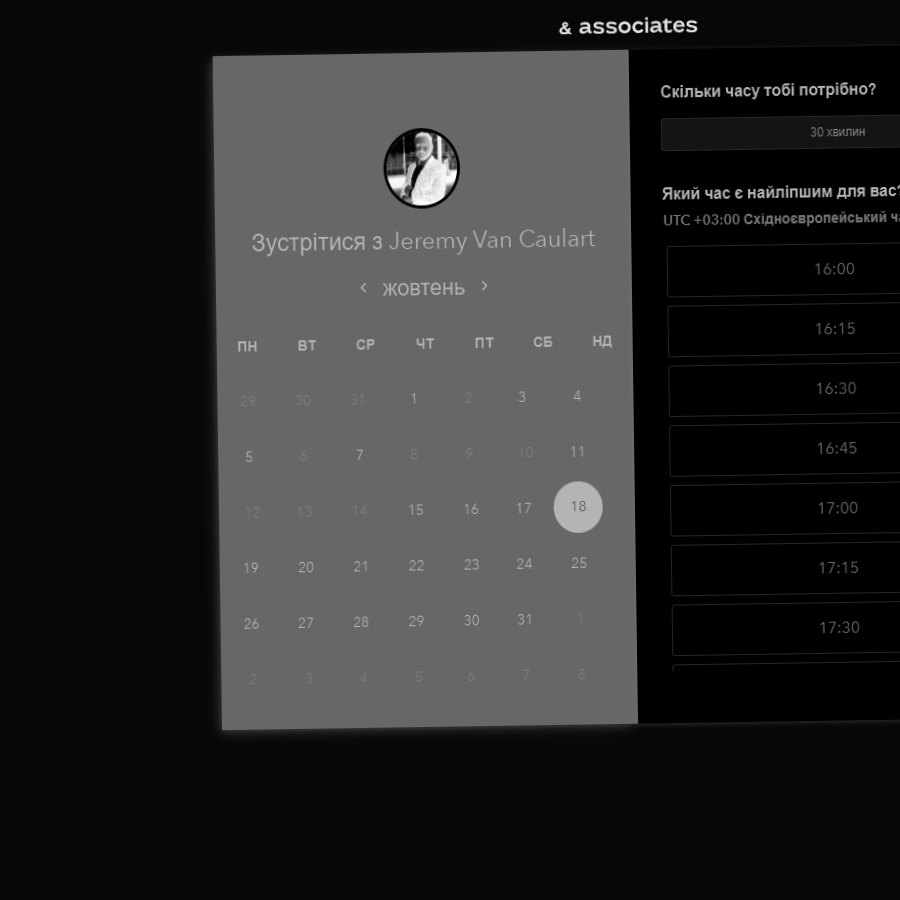 & associates
Зустрітися з Jeremy Van Caulart
‹ жовтень ›
ПН ВТ СР ЧТ ПТ СБ НД
29 30 31 1 2 3 4
5 6 7 8 9 10 11
12 13 14 15 16 17 18
19 20 21 22 23 24 25
26 27 28 29 30 31 1
2 3 4 5 6 7 8
Скільки часу тобі потрібно?
30 хвилин
Який час є найліпшим для вас?
UTC +03:00 Східноєвропейський
16:00
16:15
16:30
16:45
17:00
17:15
17:30